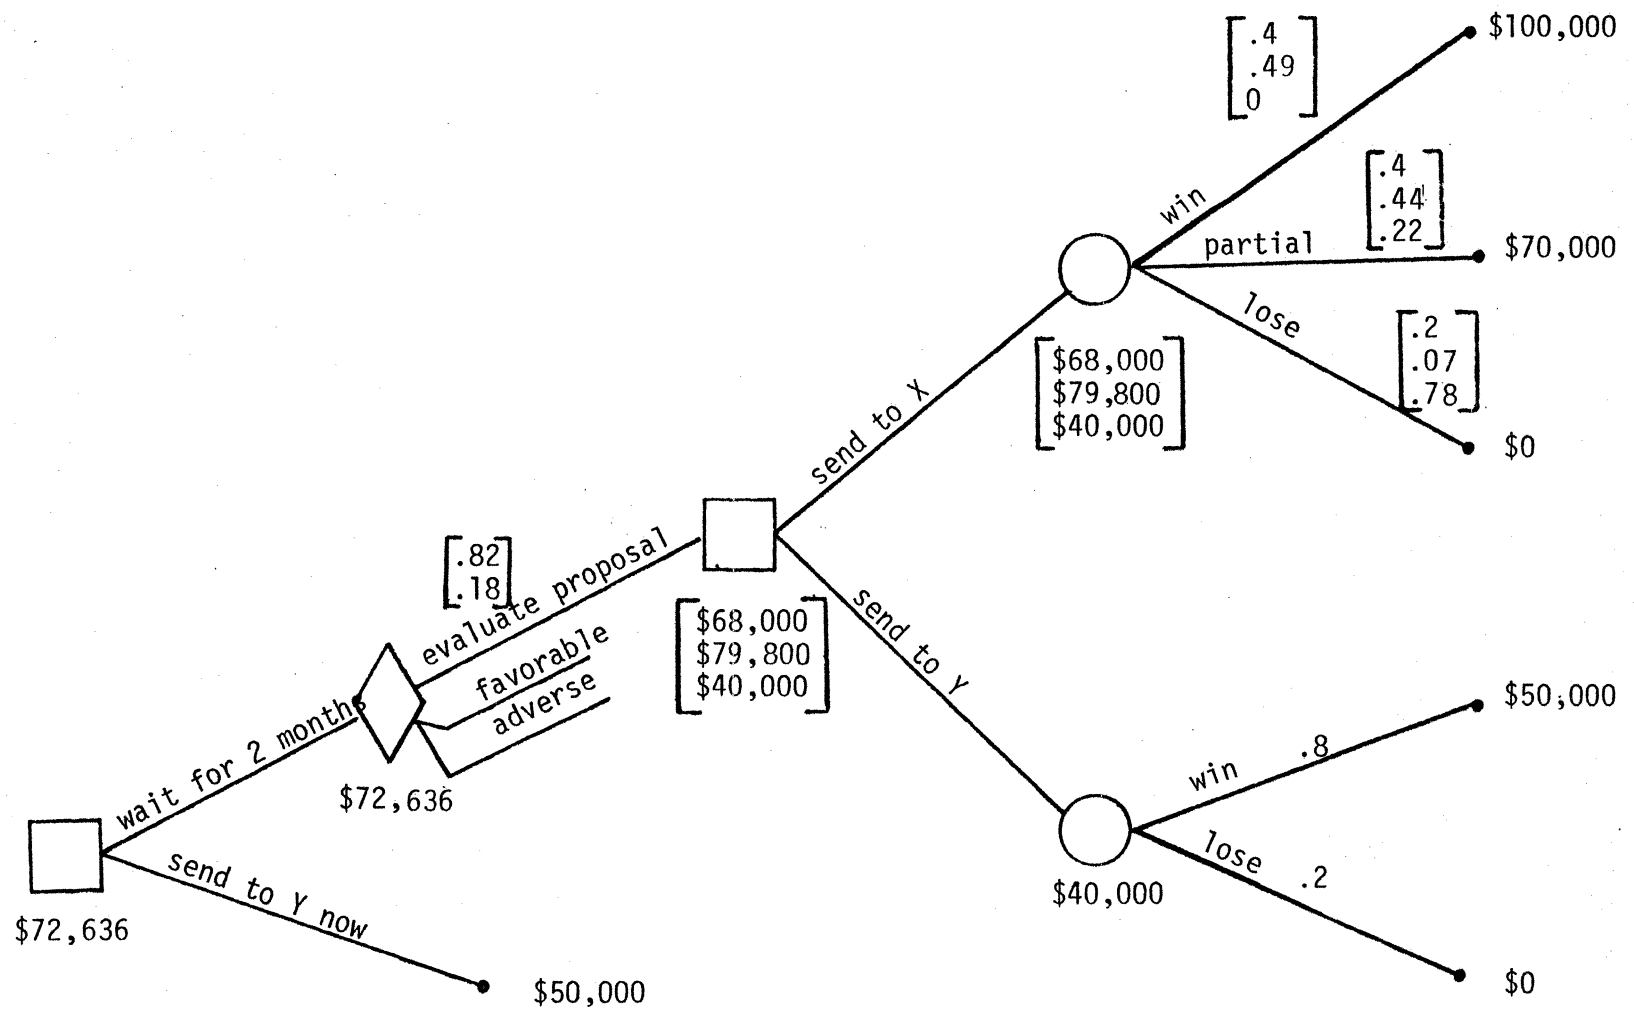 .4
.49
0
$100,000
win
.4
.44
.22
partial
$70,000
lose
.2
.07
.78
$0
$68,000
$79,800
$40,000
send to X
.82
.18
evaluate proposal
favorable
adverse
$68,000
$79,800
$40,000
send to Y
wait for 2 months
$72,636
$72,636
send to Y now
$50,000
win
.8
$50,000
lose
.2
$40,000
$0